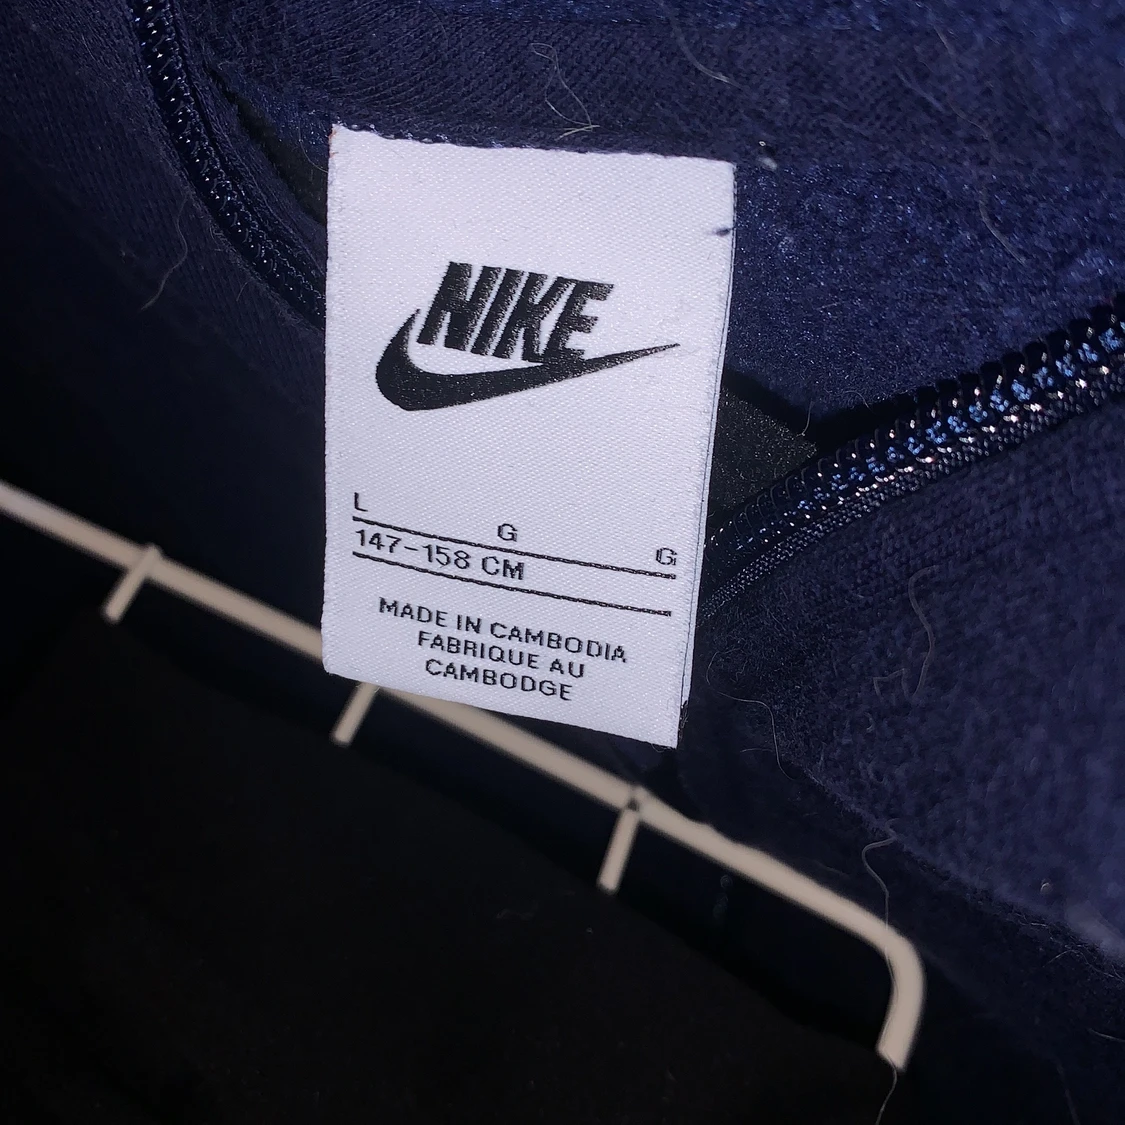 NIKE
L G G
147-158 CM
MADE IN CAMBODIA
FABRIQUE AU
CAMBODGE